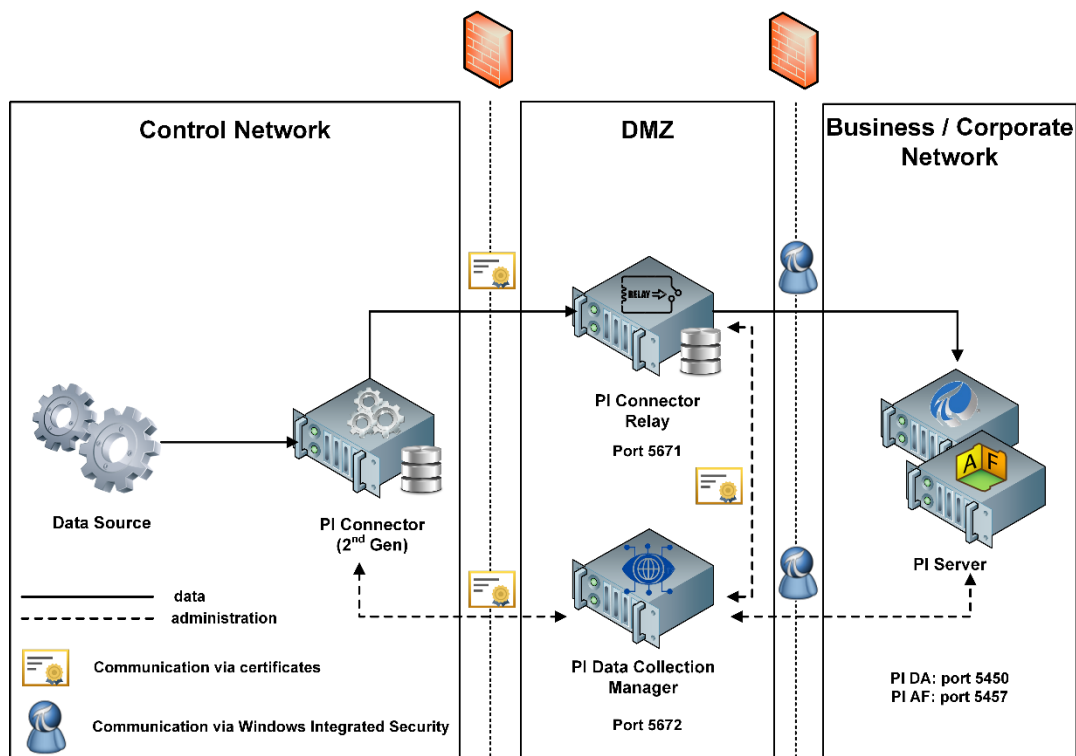 Control Network
DMZ
Business / Corporate
Network
RELAY
PI Connector
Relay
Port 5671
A F
Data Source
PI Connector
(2nd Gen)
PI Server
data
administration
Communication via certificates
PI Data Collection
Manager
PI DA: port 5450
PI AF: port 5457
Communication via Windows Integrated Security
Port 5672